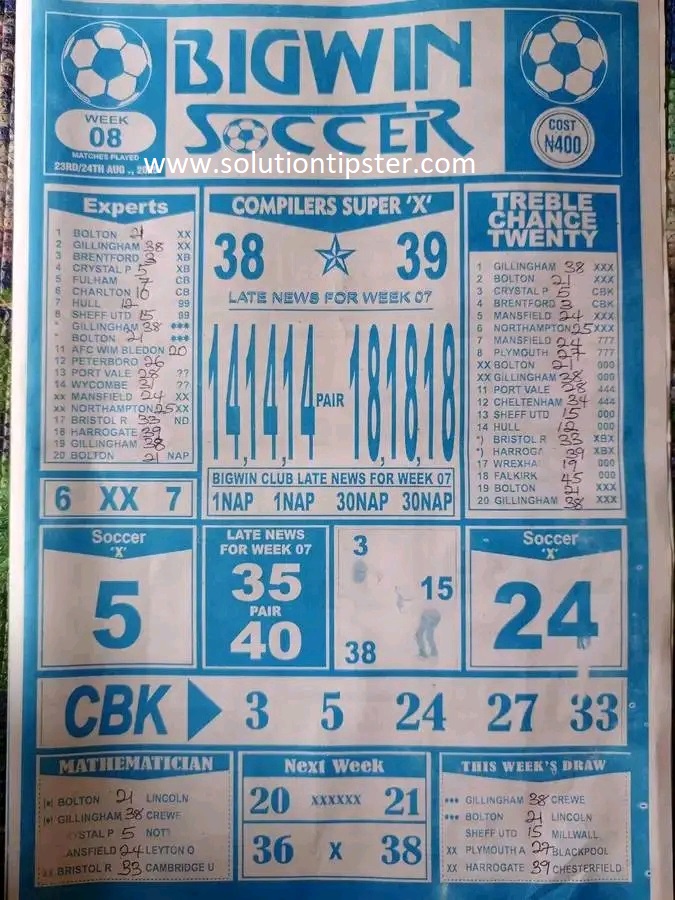 BIGWIN
SOCCER
WEEK
08
MATCHES PLAYED
23RD/24TH AUG.,
COST
₦400
www.solutiontipster.com
Experts
1 BOLTON 21 XX
2 GILLINGHAM 38 XX
3 BRENTFORD 3 XB
4 CRYSTAL P 5 XB
5 FULHAM 7 CB
6 CHARLTON 10 CB
7 HULL 12 99
8 SHEFF UTD 15 99
* GILLINGHAM 38 ***
* BOLTON 21 ***
11 AFC WIM BLEDON 20
12 PETERBORO 26
13 PORT VALE 28 ??
14 WYCOMBE 31 ??
xx MANSFIELD 24 XX
xx NORTHAMPTON 25 XX
17 BRISTOL R 33 ND
18 HARROGATE 39
19 GILLINGHAM 38
20 BOLTON 21 NAP
6 XX 7
COMPILERS SUPER 'X'
38 39
LATE NEWS FOR WEEK 07
14,14,14 PAIR 18,18,18
BIGWIN CLUB LATE NEWS FOR WEEK 07
1NAP 1NAP 30NAP 30NAP
TREBLE
CHANCE
TWENTY
1 GILLINGHAM 38 XXX
2 BOLTON 21 XXX
3 CRYSTAL P 5 CBK
4 BRENTFORD 3 CBK
5 MANSFIELD 24 XXX
6 NORTHAMPTON 25 XXX
7 MANSFIELD 24 777
8 PLYMOUTH 27 777
XX BOLTON 21 000
XX GILLINGHAM 38 000
11 PORT VALE 28 444
12 CHELTENHAM 34 444
13 SHEFF UTD 15 000
14 HULL 12 000
*) BRISTOL R 33 XBX
*) HARROGA 39 XBX
17 WREXHA 19 000
18 FALKIRK 45 000
19 BOLTON 21 XXX
20 GILLINGHAM 38 XXX
Soccer
'X'
5
LATE NEWS
FOR WEEK 07
35
PAIR
40
3
15
38
Soccer
'X'
24
CBK 3 5 24 27 33
MATHEMATICIAN
BOLTON 21 LINCOLN
GILLINGHAM 38 CREWE
YSTAL P 5 NOTT
ANSFIELD 24 LEYTON O
XX BRISTOL R 33 CAMBRIDGE U
Next Week
20 XXXXXX 21
36 X 38
THIS WEEK'S DRAW
*** GILLINGHAM 38 CREWE
*** BOLTON 21 LINCOLN
SHEFF UTD 15 MILLWALL
XX PLYMOUTH A 27 BLACKPOOL
XX HARROGATE 39 CHESTERFIELD